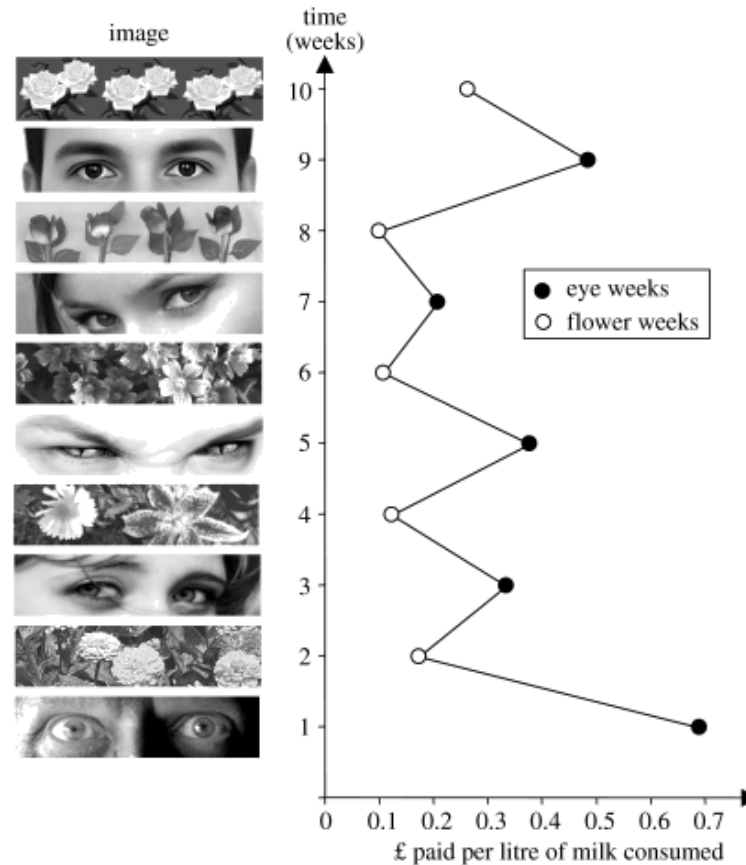 image
time
(weeks)
10
9
8
7
6
5
4
3
2
1
eye weeks
flower weeks
0 0.1 0.2 0.3 0.4 0.5 0.6 0.7
£ paid per litre of milk consumed